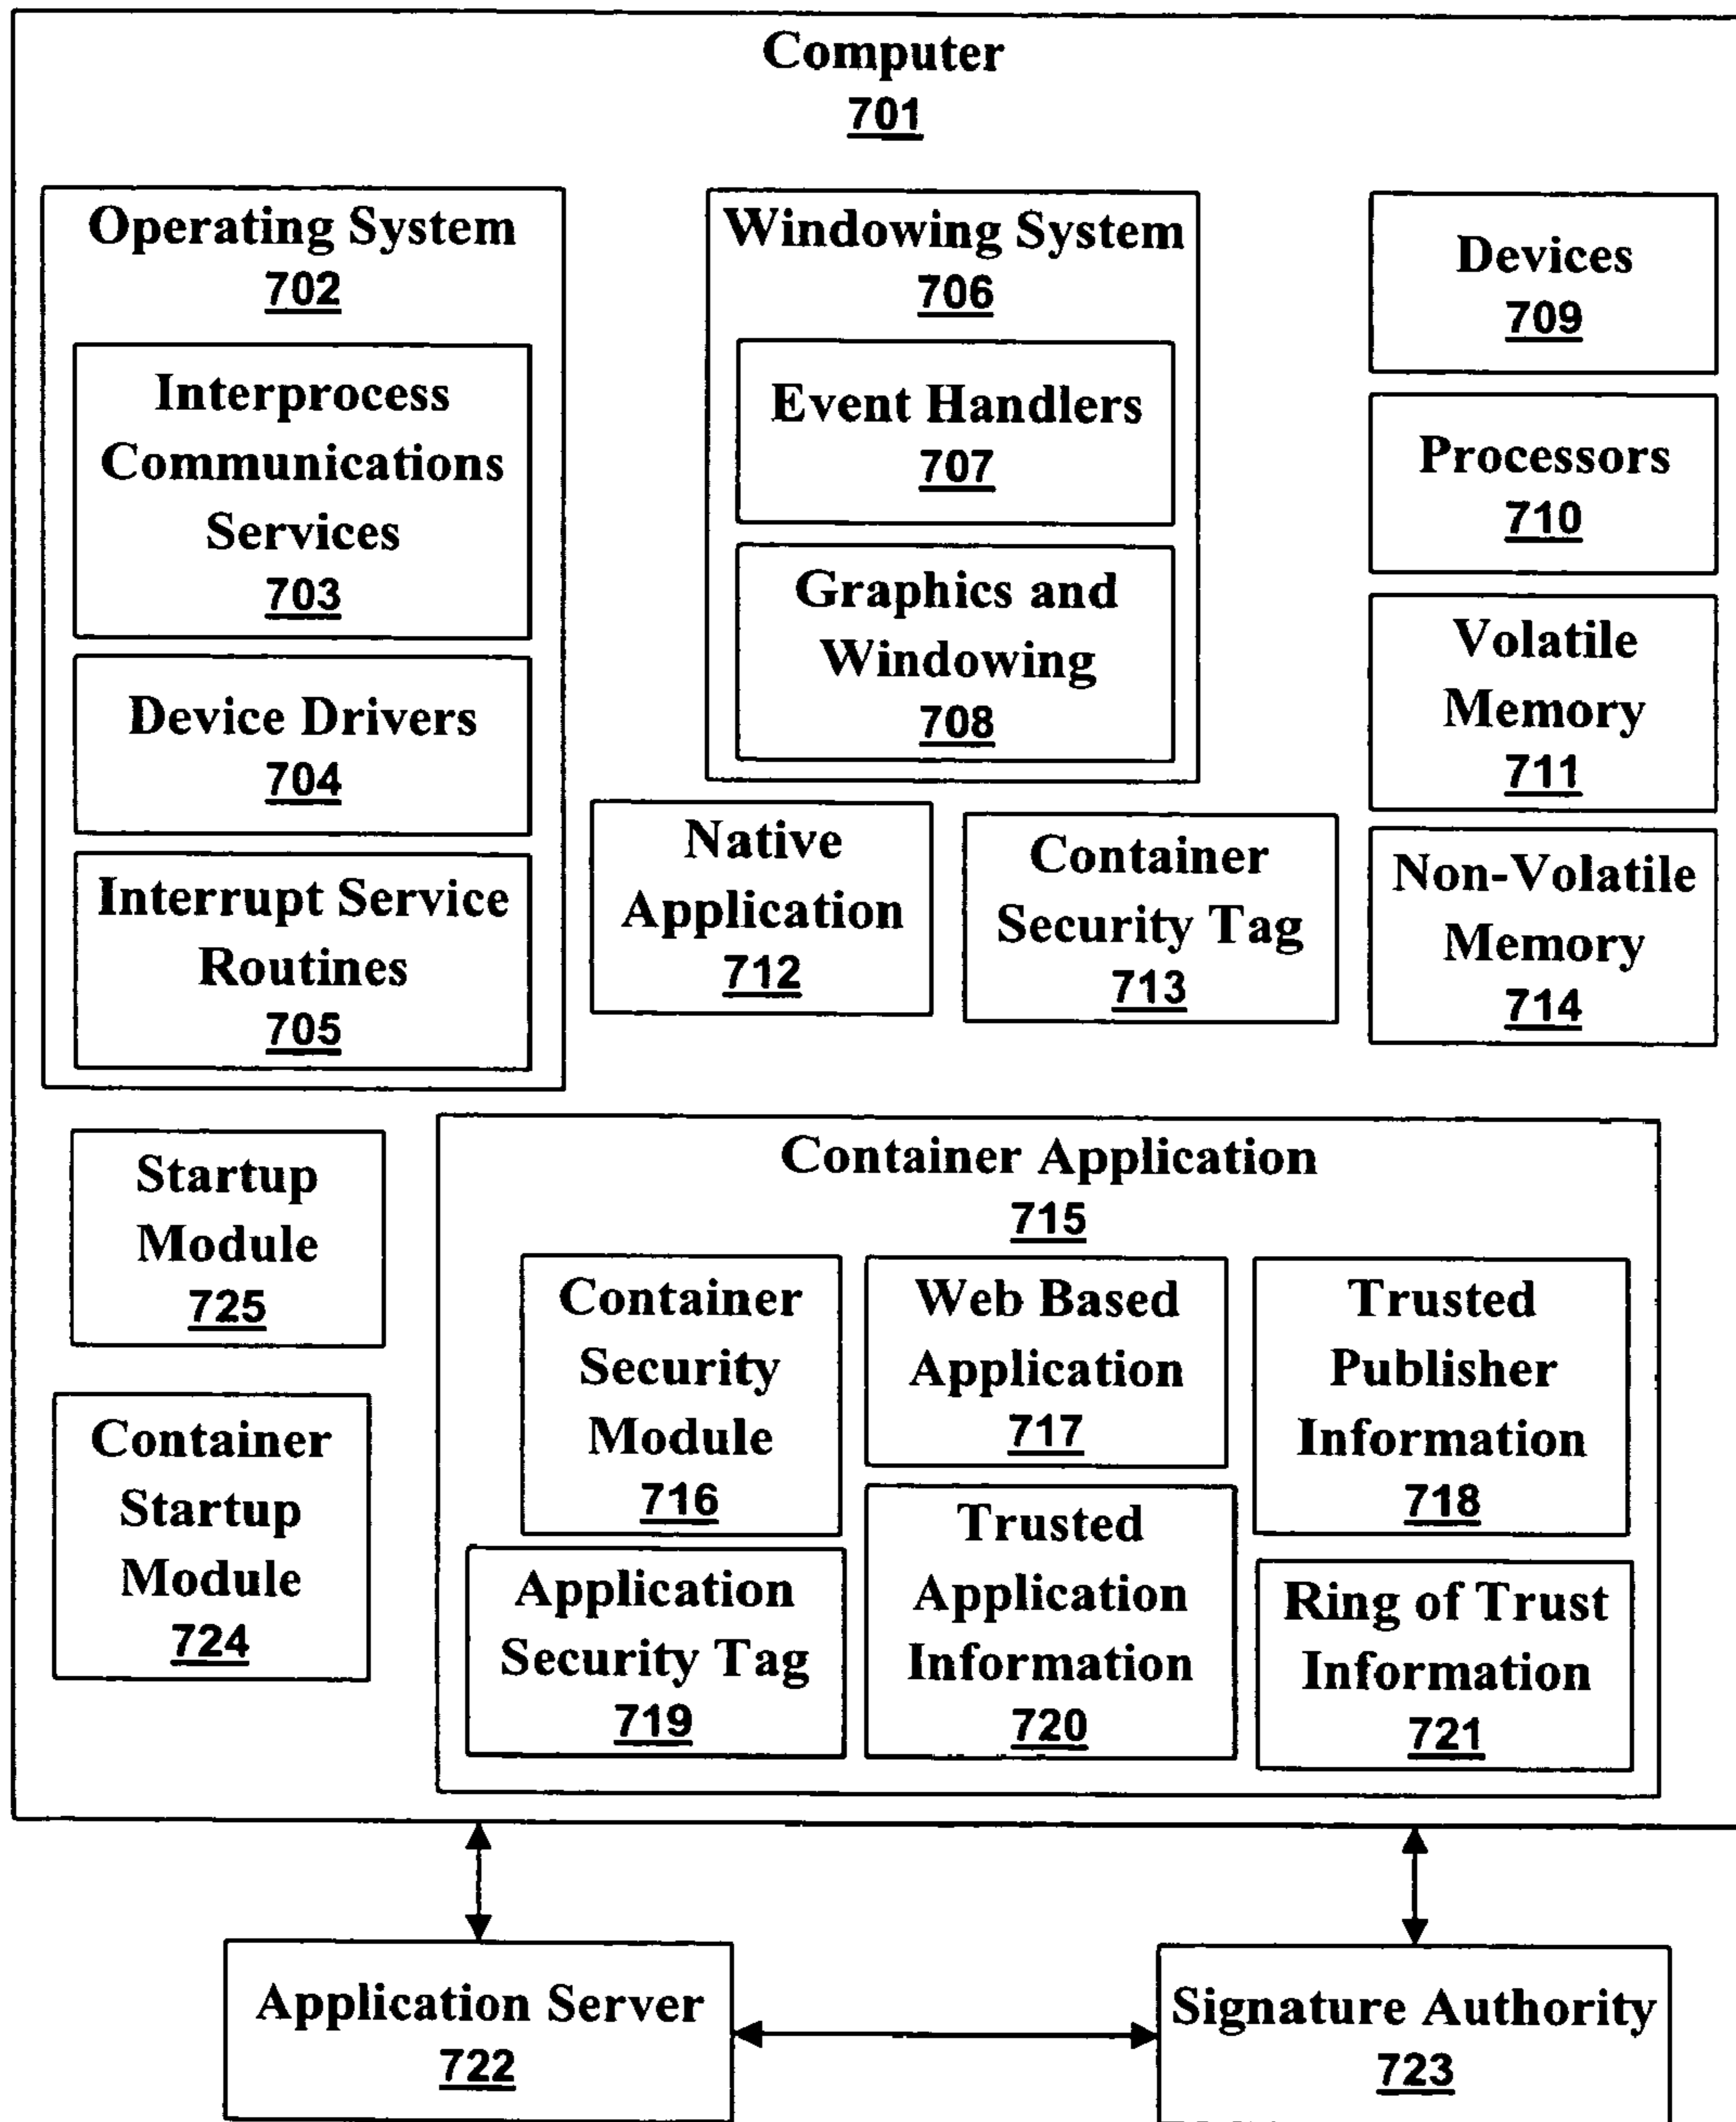 Computer
701
Operating System
702
Interprocess
Communications
Services
703
Device Drivers
704
Interrupt Service
Routines
705
Windowing System
706
Event Handlers
707
Graphics and
Windowing
708
Devices
709
Processors
710
Volatile
Memory
711
Native
Application
712
Container
Security Tag
713
Non-Volatile
Memory
714
Startup
Module
725
Container
Startup
Module
724
Container Application
715
Container
Security
Module
716
Web Based
Application
717
Trusted
Publisher
Information
718
Application
Security Tag
719
Trusted
Application
Information
720
Ring of Trust
Information
721
Application Server
722
Signature Authority
723